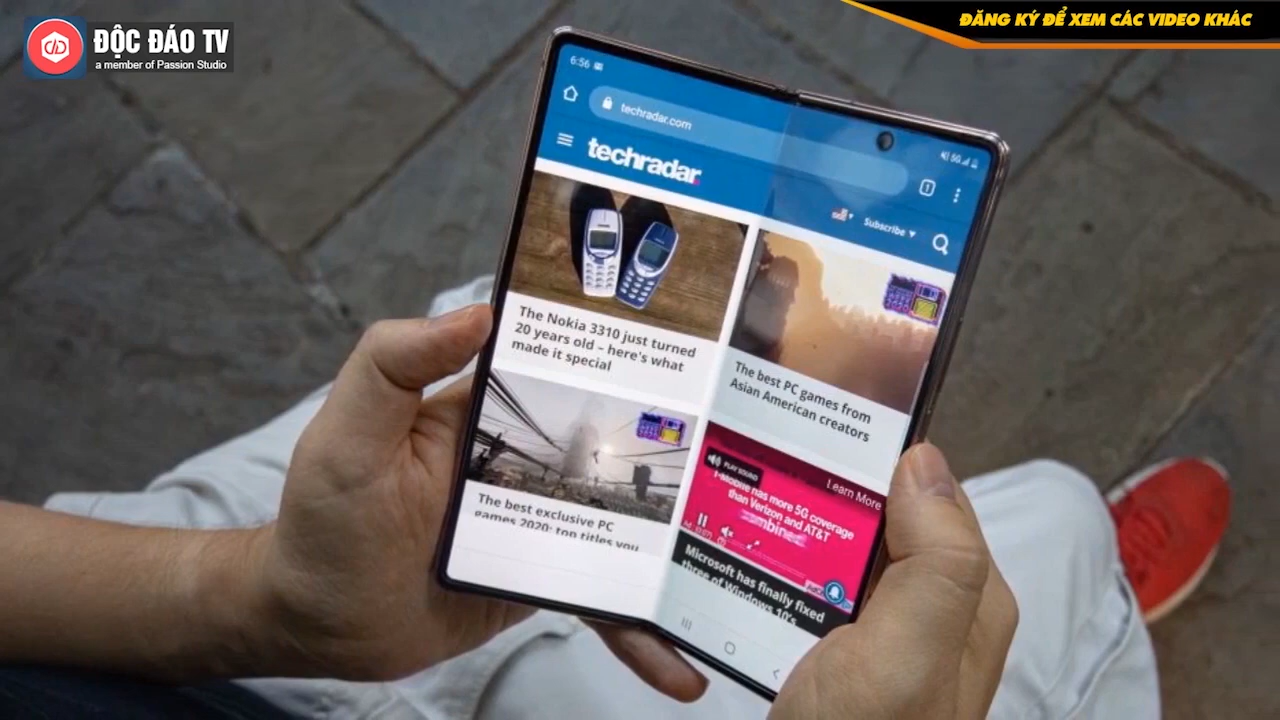 ĐỘC ĐÁO TV
a member of Passion Studio
ĐĂNG KÝ ĐỂ XEM CÁC VIDEO KHÁC
6:56
5G
techradar.com
techradar
Subscribe
The Nokia 3310 just turned
20 years old – here's what
made it special
The best PC games from
Asian American creators
The best exclusive PC
games 2020: top titles you
PLAY SOUND
Learn More
T-Mobile has more 5G coverage
than Verizon and AT&T
Microsoft has finally fixed
three of Windows 10's